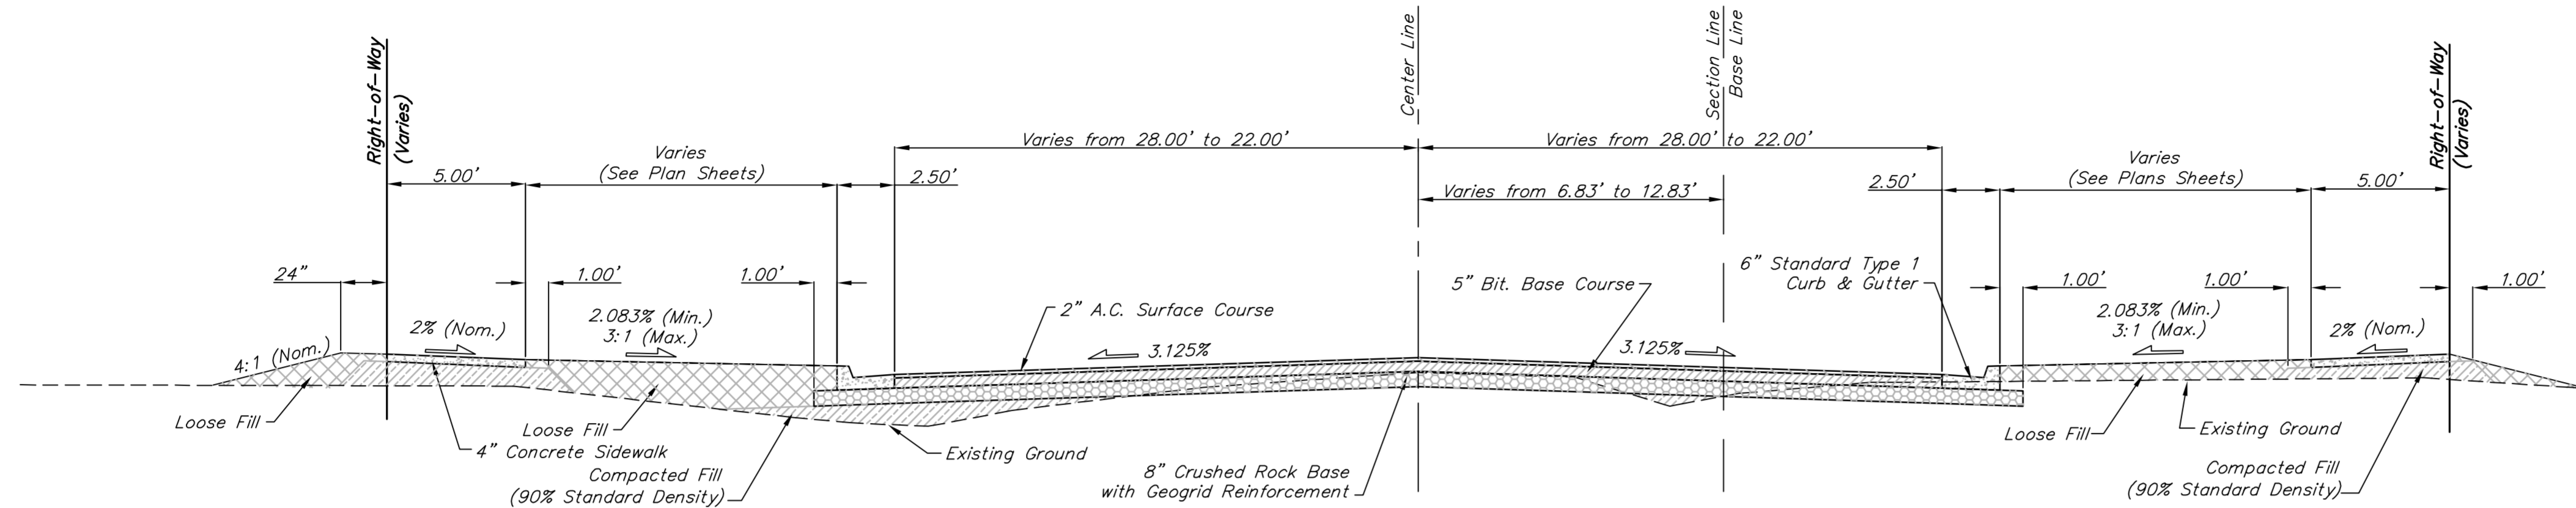 Right-of-Way
(Varies)
Center Line
Section Line
Base Line
Right-of-Way
(Varies)
Varies from 28.00' to 22.00'
Varies from 28.00' to 22.00'
5.00'
Varies
(See Plan Sheets)
2.50'
Varies from 6.83' to 12.83'
2.50'
Varies
(See Plans Sheets)
5.00'
24"
1.00'
1.00'
6" Standard Type 1
Curb & Gutter
1.00'
1.00'
1.00'
4:1 (Nom.)
2% (Nom.)
2.083% (Min.)
3:1 (Max.)
2" A.C. Surface Course
5" Bit. Base Course
3.125%
3.125%
2.083% (Min.)
3:1 (Max.)
2% (Nom.)
Loose Fill
4" Concrete Sidewalk
Loose Fill
Compacted Fill
(90% Standard Density)
Existing Ground
8" Crushed Rock Base
with Geogrid Reinforcement
Loose Fill
Existing Ground
Compacted Fill
(90% Standard Density)